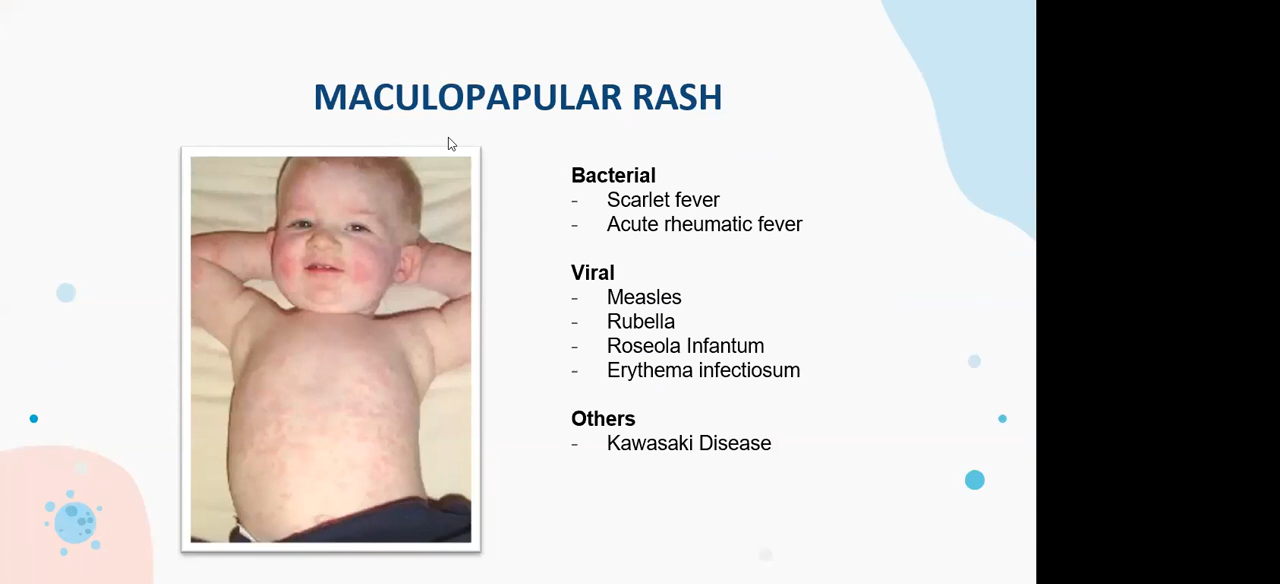 MACULOPAPULAR RASH
Bacterial
- Scarlet fever
- Acute rheumatic fever
Viral
- Measles
- Rubella
- Roseola Infantum
- Erythema infectiosum
Others
- Kawasaki Disease